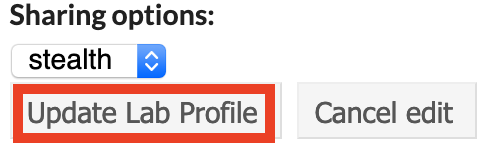 Sharing options:
stealth
Update Lab Profile Cancel edit